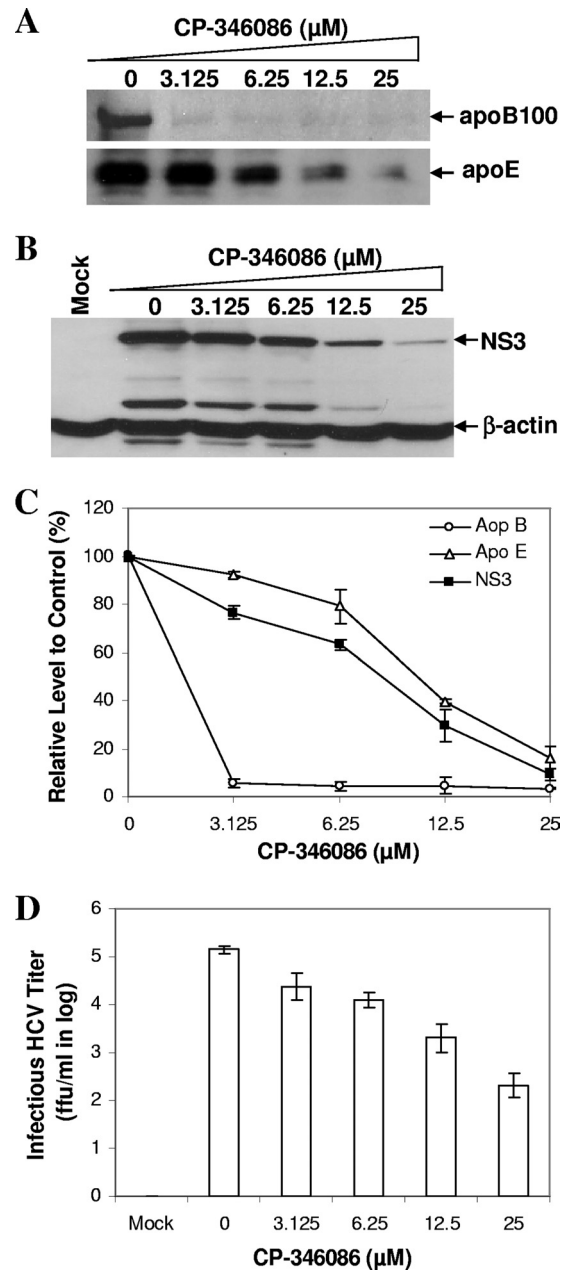 A
CP-346086 (µM)
0 3.125 6.25 12.5 25
apoB100
apoE
B
CP-346086 (µM)
Mock
0 3.125 6.25 12.5 25
NS3
β-actin
C
120
100
80
60
40
20
0
Relative Level to Control (%)
Aop B
Apo E
NS3
0 3.125 6.25 12.5 25
CP-346086 (µM)
D
6
5
4
3
2
1
0
Infectious HCV Titer
(ffu/ml in log)
Mock 0 3.125 6.25 12.5 25
CP-346086 (µM)